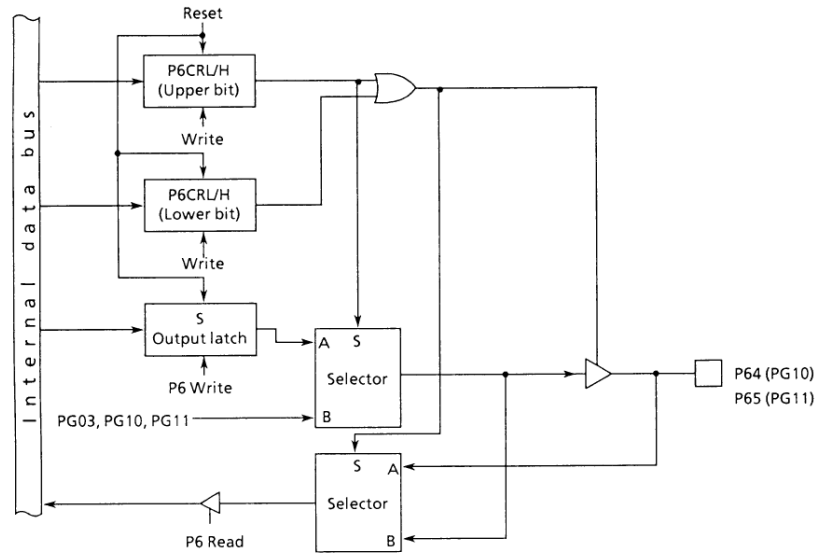 Reset
P6CRL/H
(Upper bit)
Write
P6CRL/H
(Lower bit)
Write
S
Output latch
P6 Write
PG03, PG10, PG11
A
S
Selector
B
P64 (PG10)
P65 (PG11)
S
A
Selector
B
P6 Read
Internal data bus